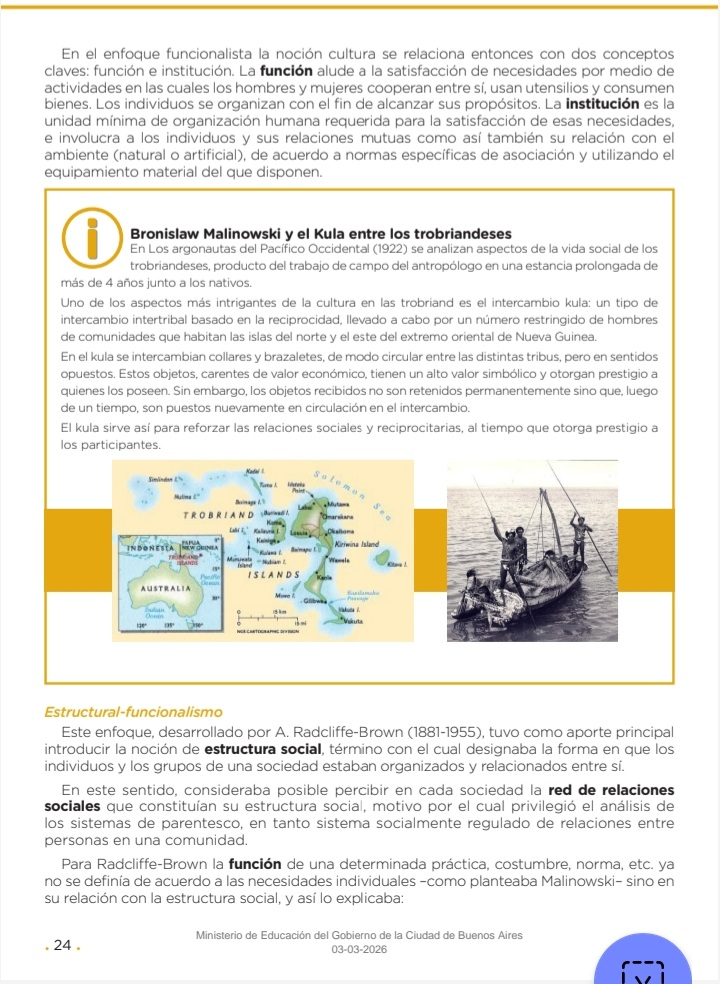 En el enfoque funcionalista la noción cultura se relaciona entonces con dos conceptos
claves: función e institución. La función alude a la satisfacción de necesidades por medio de
actividades en las cuales los hombres y mujeres cooperan entre sí, usan utensilios y consumen
bienes. Los individuos se organizan con el fin de alcanzar sus propósitos. La institución es la
unidad mínima de organización humana requerida para la satisfacción de esas necesidades,
e involucra a los individuos y sus relaciones mutuas como así también su relación con el
ambiente (natural o artificial), de acuerdo a normas específicas de asociación y utilizando el
equipamiento material del que disponen.
i
Bronislaw Malinowski y el Kula entre los trobriandeses
En Los argonautas del Pacífico Occidental (1922) se analizan aspectos de la vida social de los
trobriandeses, producto del trabajo de campo del antropólogo en una estancia prolongada de
más de 4 años junto a los nativos.
Uno de los aspectos más intrigantes de la cultura en las trobriand es el intercambio kula: un tipo de
intercambio intertribal basado en la reciprocidad, llevado a cabo por un número restringido de hombres
de comunidades que habitan las islas del norte y el este del extremo oriental de Nueva Guinea.
En el kula se intercambian collares y brazaletes, de modo circular entre las distintas tribus, pero en sentidos
opuestos. Estos objetos, carentes de valor económico, tienen un alto valor simbólico y otorgan prestigio a
quienes los poseen. Sin embargo, los objetos recibidos no son retenidos permanentemente sino que, luego
de un tiempo, son puestos nuevamente en circulación en el intercambio.
El kula sirve así para reforzar las relaciones sociales y reciprocitarias, al tiempo que otorga prestigio a
los participantes.
Kadai I.
Simlindon I.
Tuma I.
Solomon Sea
Nulina I.
Boimagu I.
Labai
Mutawa
TROBRIAND
Buriwadi I.
Omarakana
Konia
Labi I.
Kailauna I.
Losuia
Okaiboma
Kiriwina Island
Kuiawa I.
Munuwata
Island
Nubiam I.
Wawela
Kitava I.
ISLANDS
Kaola
Muwo I.
Gilibwa
Vakuta I.
Vakuta
INDONESIA
PAPUA
NEW GUINEA
TROBRIAND
ISLANDS
AUSTRALIA
Pacific
Ocean
Indian
Ocean
0°
15°
30°
120°
135°
150°
0
15 km
0
15 mi
NGS CARTOGRAPHIC DIVISION
Estructural-funcionalismo
Este enfoque, desarrollado por A. Radcliffe-Brown (1881-1955), tuvo como aporte principal
introducir la noción de estructura social, término con el cual designaba la forma en que los
individuos y los grupos de una sociedad estaban organizados y relacionados entre sí.
En este sentido, consideraba posible percibir en cada sociedad la red de relaciones
sociales que constituían su estructura social, motivo por el cual privilegió el análisis de
los sistemas de parentesco, en tanto sistema socialmente regulado de relaciones entre
personas en una comunidad.
Para Radcliffe-Brown la función de una determinada práctica, costumbre, norma, etc. ya
no se definía de acuerdo a las necesidades individuales –como planteaba Malinowski– sino en
su relación con la estructura social, y así lo explicaba:
. 24 .
Ministerio de Educación del Gobierno de la Ciudad de Buenos Aires
03-03-2026